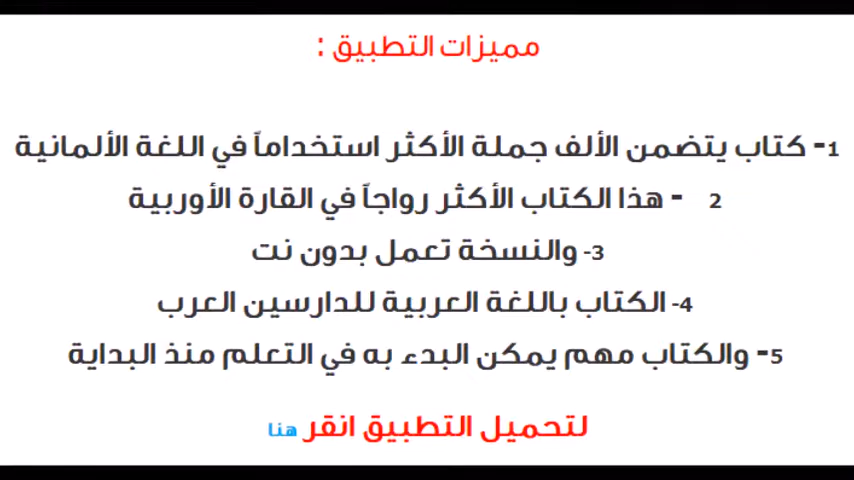 مميزات التطبيق :
1- كتاب يتضمن الألف جملة الأكثر استخداماً في اللغة الألمانية
2 - هذا الكتاب الأكثر رواجاً في القارة الأوربية
3- والنسخة تعمل بدون نت
4- الكتاب باللغة العربية للدارسين العرب
5- والكتاب مهم يمكن البدء به في التعلم منذ البداية
لتحميل التطبيق انقر هنا